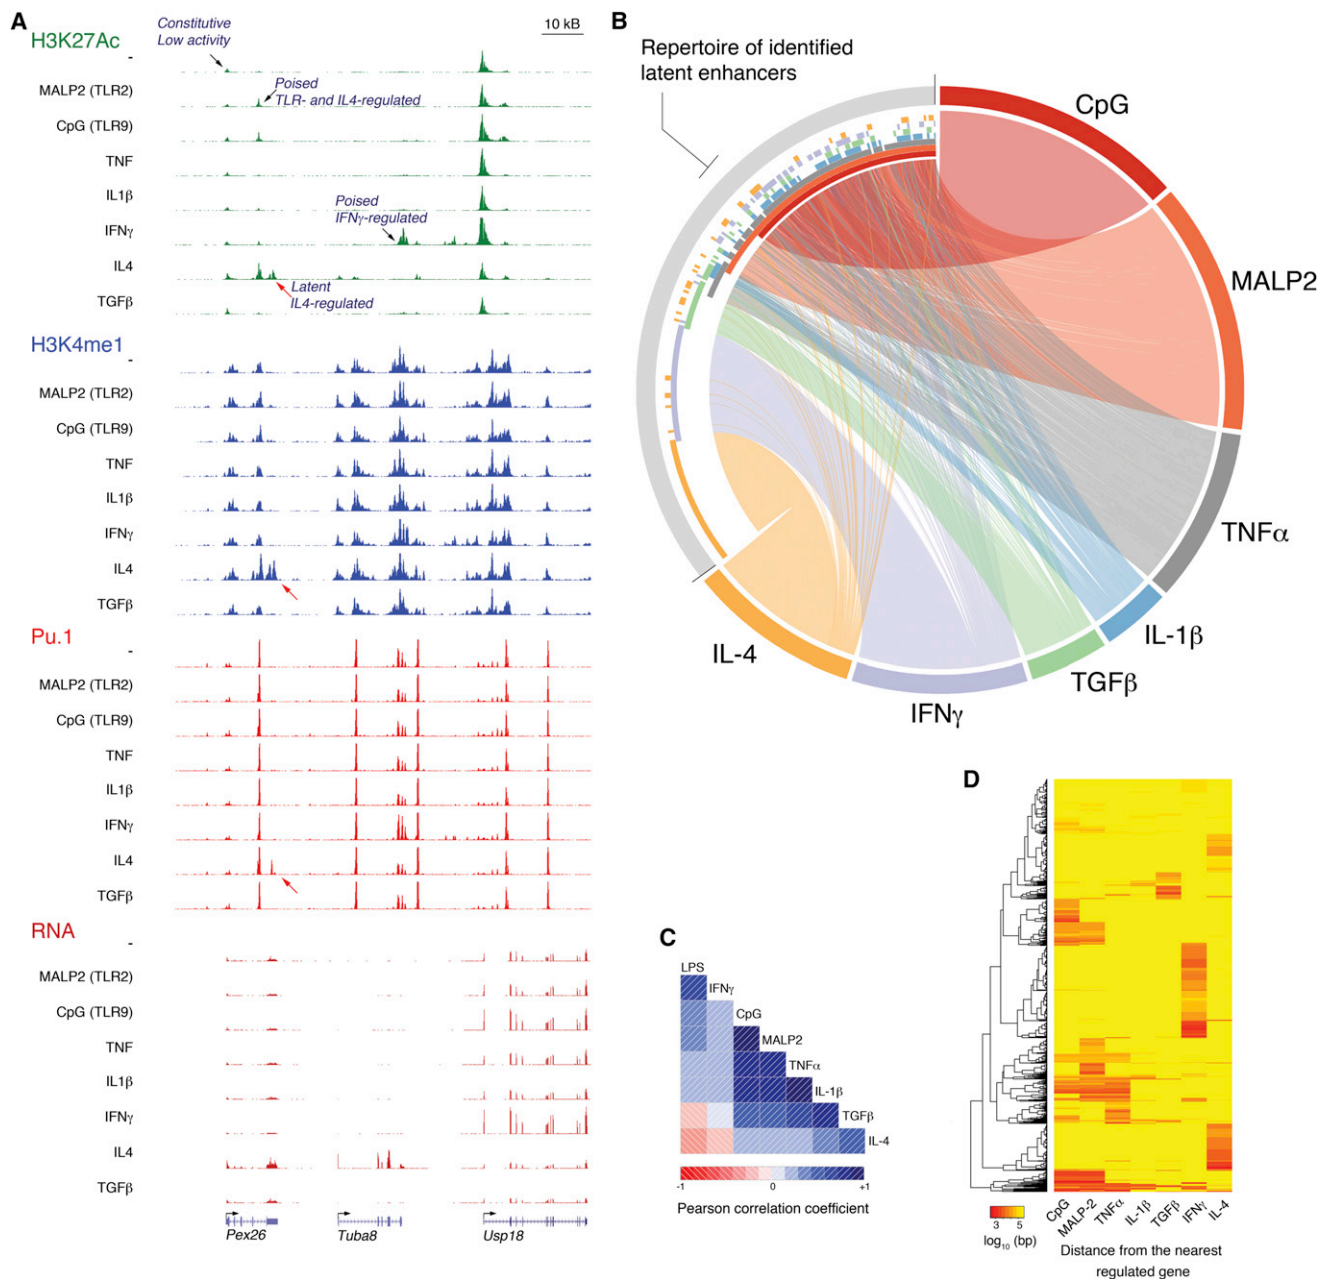 A
H3K27Ac
Constitutive
Low activity
10 kB
-
MALP2 (TLR2)
Poised
TLR- and IL4-regulated
CpG (TLR9)
TNF
IL1β
Poised
IFNγ-regulated
IFNγ
IL4
Latent
IL4-regulated
TGFβ
H3K4me1
-
MALP2 (TLR2)
CpG (TLR9)
TNF
IL1β
IFNγ
IL4
TGFβ
Pu.1
-
MALP2 (TLR2)
CpG (TLR9)
TNF
IL1β
IFNγ
IL4
TGFβ
RNA
-
MALP2 (TLR2)
CpG (TLR9)
TNF
IL1β
IFNγ
IL4
TGFβ
Pex26 Tuba8 Usp18
B
Repertoire of identified
latent enhancers
CpG
MALP2
TNFα
IL-1β
TGFβ
IFNγ
IL-4
C
LPS
IFNγ
CpG
MALP2
TNFα
IL-1β
TGFβ
IL-4
-1 0 +1
Pearson correlation coefficient
D
CpG MALP-2 TNFα IL-1β TGFβ IFNγ IL-4
3 5
log10 (bp)
Distance from the nearest
regulated gene